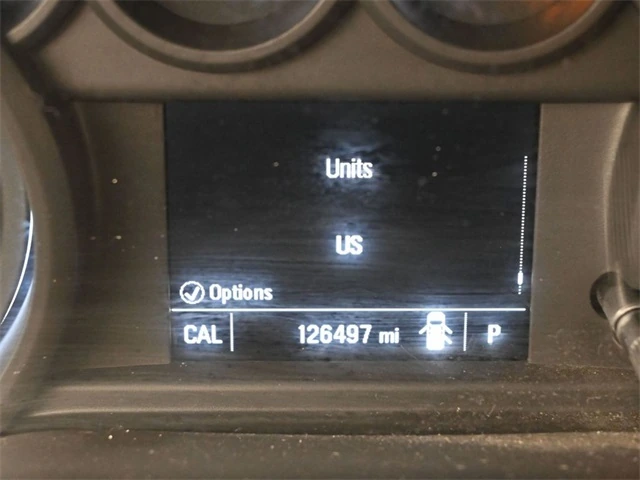 Units
US
Options
CAL 126497 mi P